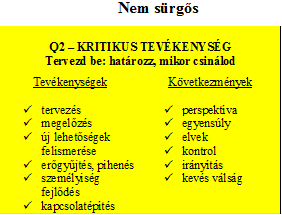 Nem sürgős
Q2 – KRITIKUS TEVÉKENYSÉG
Tervezd be: határozz, mikor csinálod
Tevékenységek
✓ tervezés
✓ megelőzés
✓ új lehetőségek
felismerése
✓ erőgyűjtés, pihenés
✓ személyiség
fejlődés
✓ kapcsolatépítés
Következmények
✓ perspektíva
✓ egyensúly
✓ elvek
✓ kontrol
✓ irányítás
✓ kevés válság